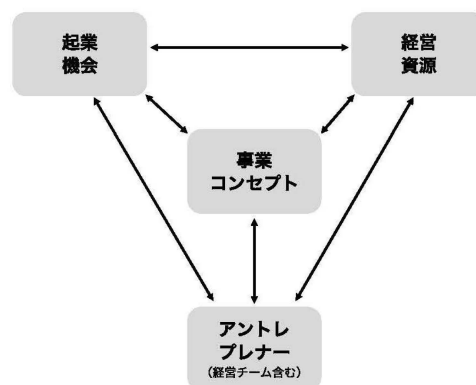 起業
機会
経営
資源
事業
コンセプト
アントレ
プレナー
（経営チーム含む）